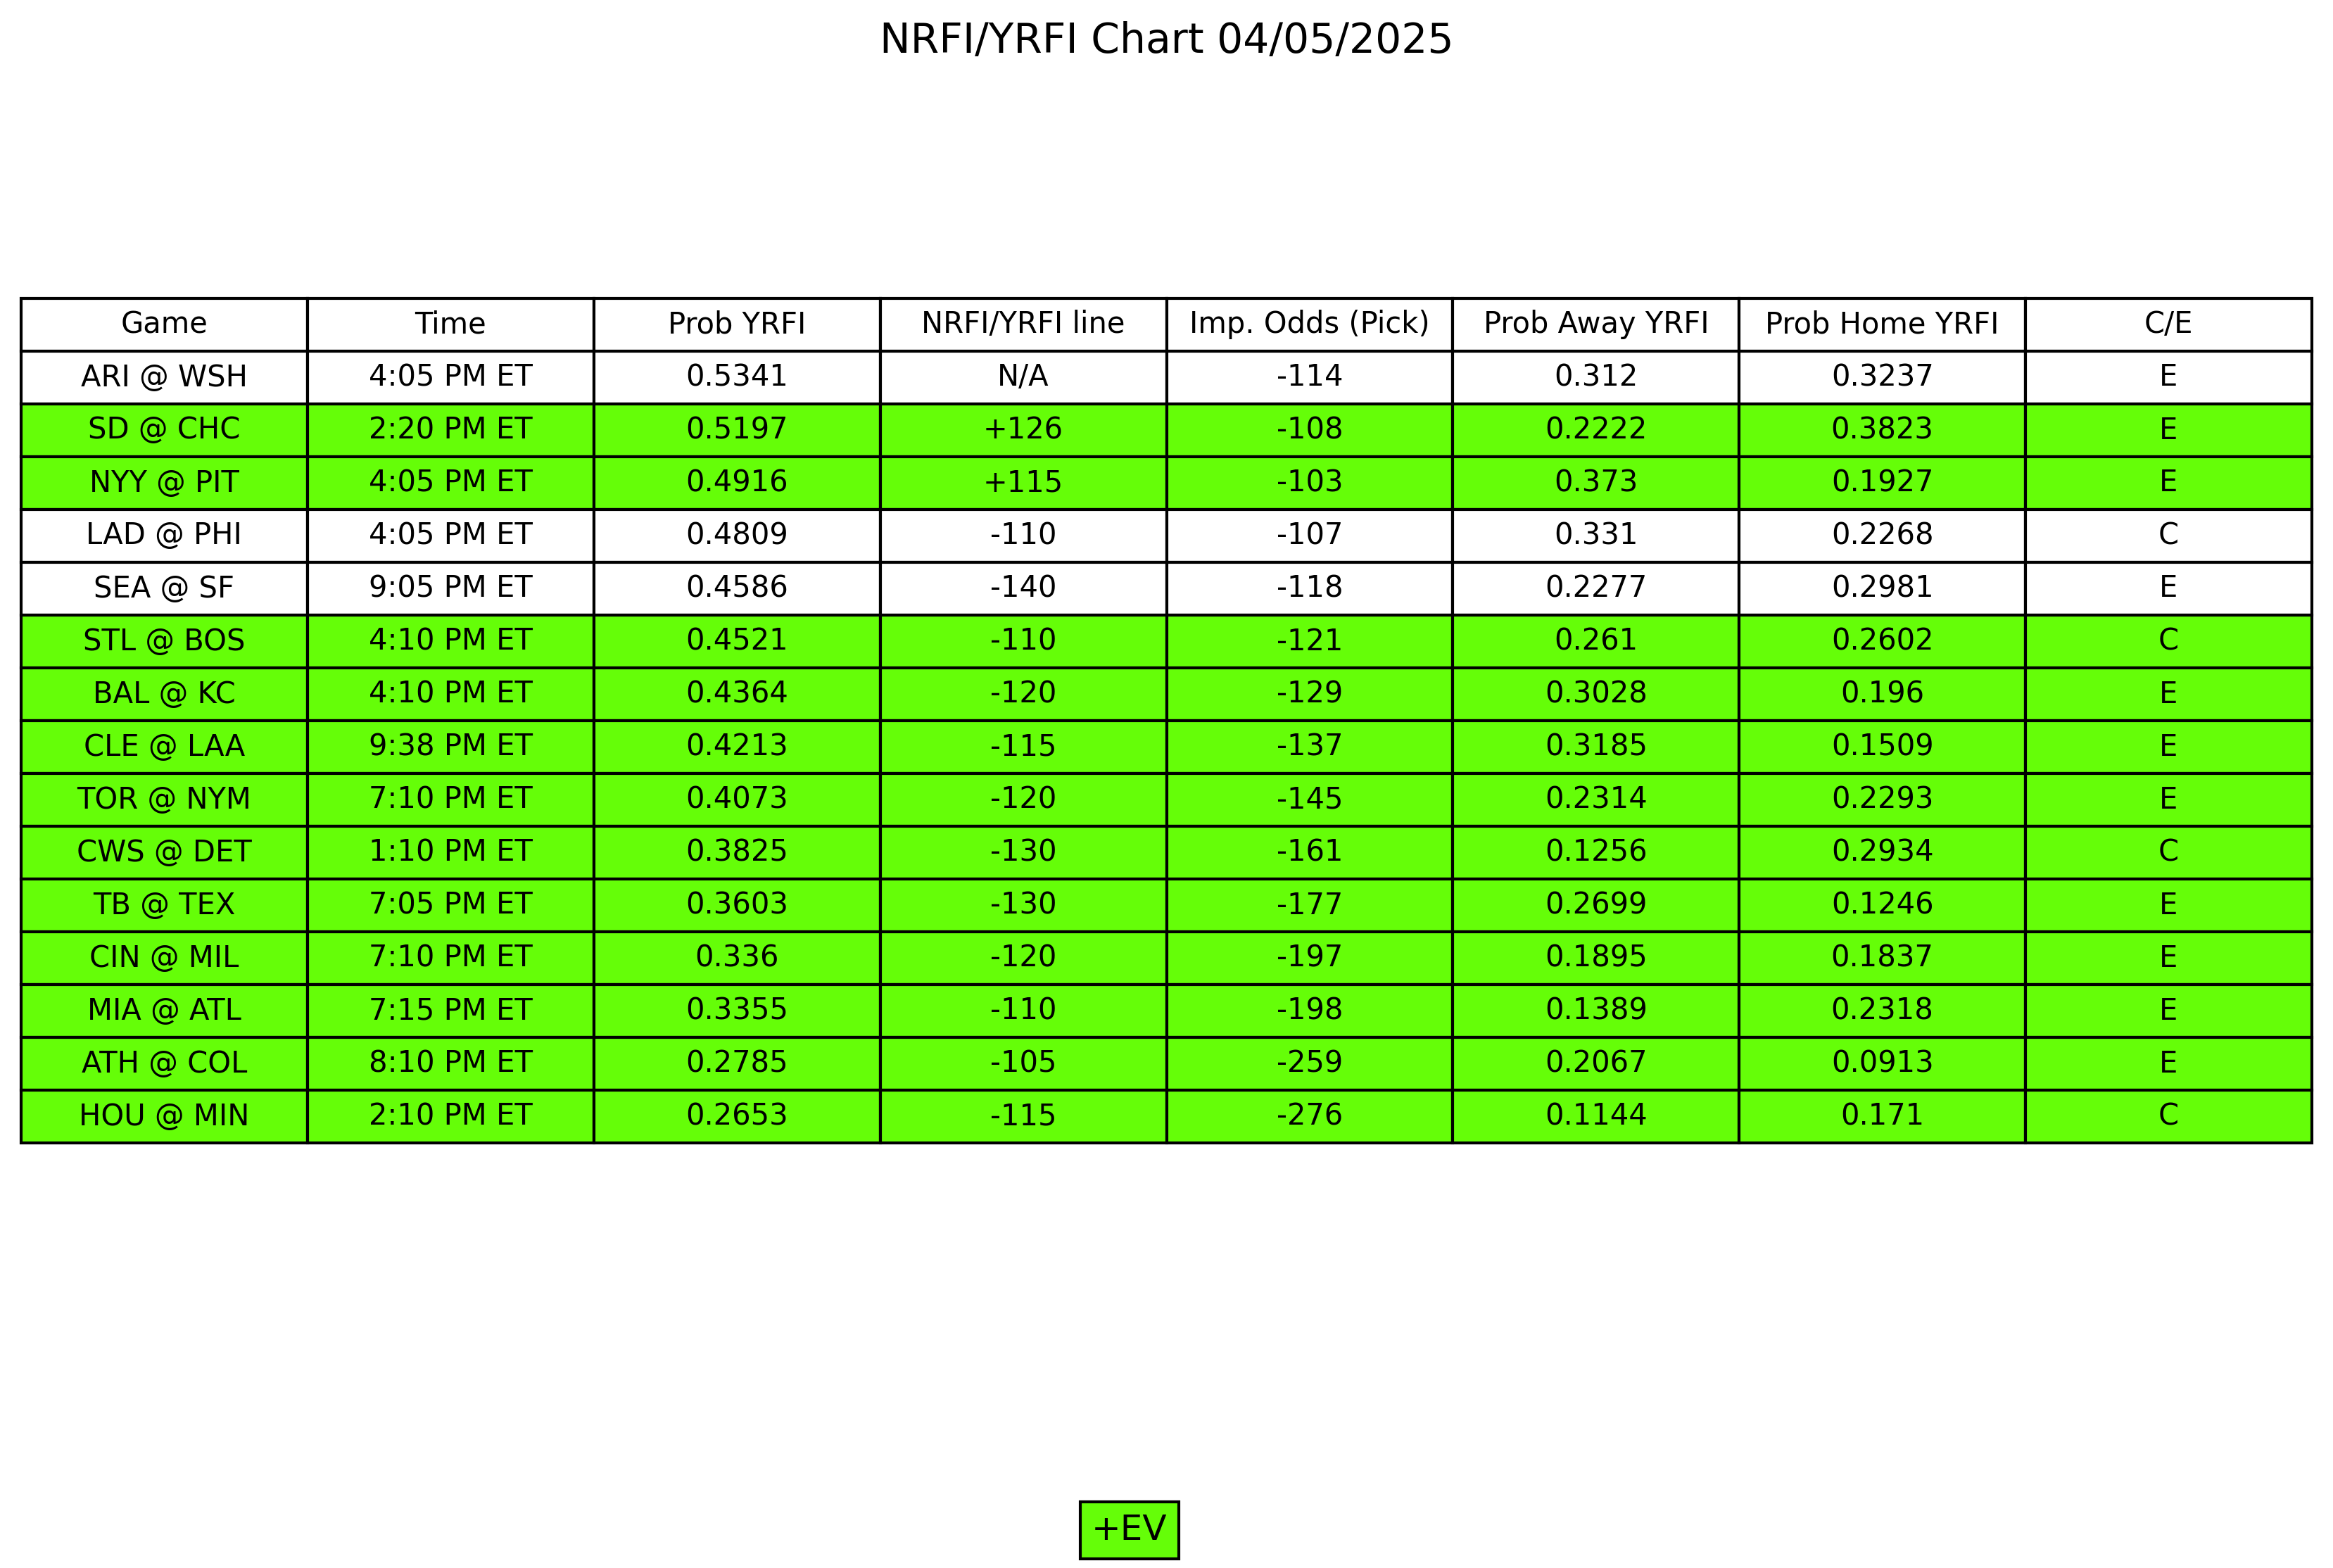 NRFI/YRFI Chart 04/05/2025
Game Time Prob YRFI NRFI/YRFI line Imp. Odds (Pick) Prob Away YRFI Prob Home YRFI C/E
ARI @ WSH 4:05 PM ET 0.5341 N/A -114 0.312 0.3237 E
SD @ CHC 2:20 PM ET 0.5197 +126 -108 0.2222 0.3823 E
NYY @ PIT 4:05 PM ET 0.4916 +115 -103 0.373 0.1927 E
LAD @ PHI 4:05 PM ET 0.4809 -110 -107 0.331 0.2268 C
SEA @ SF 9:05 PM ET 0.4586 -140 -118 0.2277 0.2981 E
STL @ BOS 4:10 PM ET 0.4521 -110 -121 0.261 0.2602 C
BAL @ KC 4:10 PM ET 0.4364 -120 -129 0.3028 0.196 E
CLE @ LAA 9:38 PM ET 0.4213 -115 -137 0.3185 0.1509 E
TOR @ NYM 7:10 PM ET 0.4073 -120 -145 0.2314 0.2293 E
CWS @ DET 1:10 PM ET 0.3825 -130 -161 0.1256 0.2934 C
TB @ TEX 7:05 PM ET 0.3603 -130 -177 0.2699 0.1246 E
CIN @ MIL 7:10 PM ET 0.336 -120 -197 0.1895 0.1837 E
MIA @ ATL 7:15 PM ET 0.3355 -110 -198 0.1389 0.2318 E
ATH @ COL 8:10 PM ET 0.2785 -105 -259 0.2067 0.0913 E
HOU @ MIN 2:10 PM ET 0.2653 -115 -276 0.1144 0.171 C
+EV